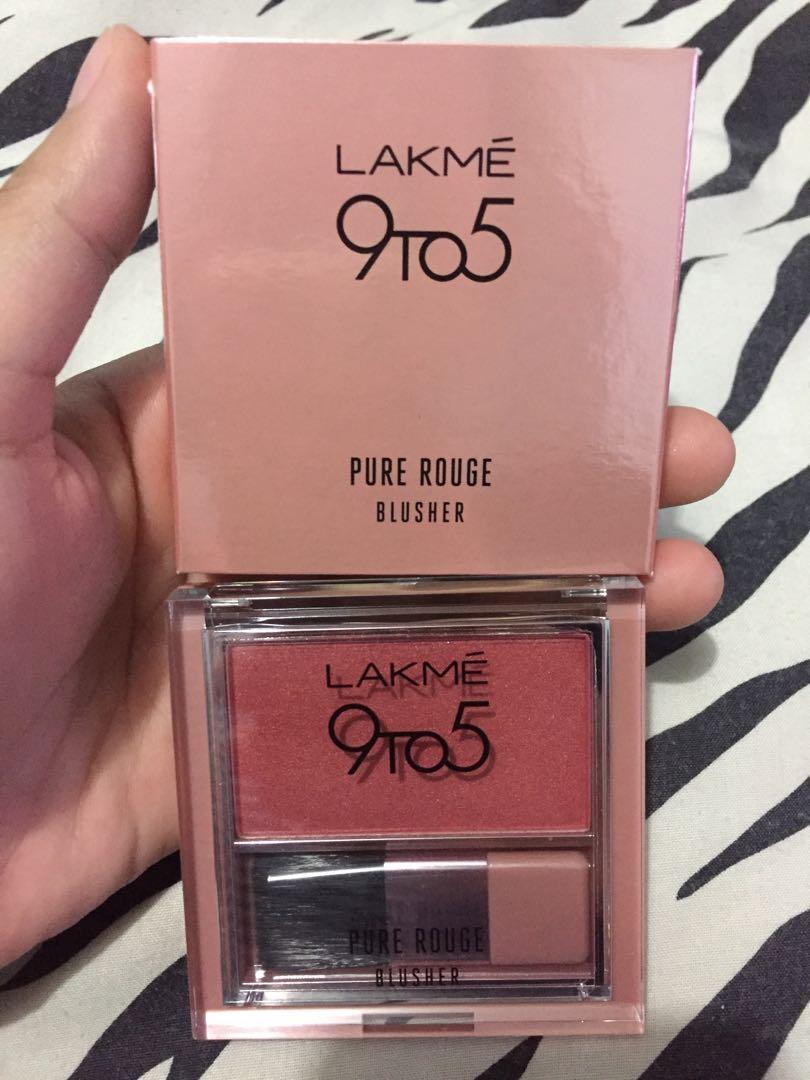 LAKMÉ
9TO5
PURE ROUGE
BLUSHER
LAKMÉ
9TO5
PURE ROUGE
BLUSHER